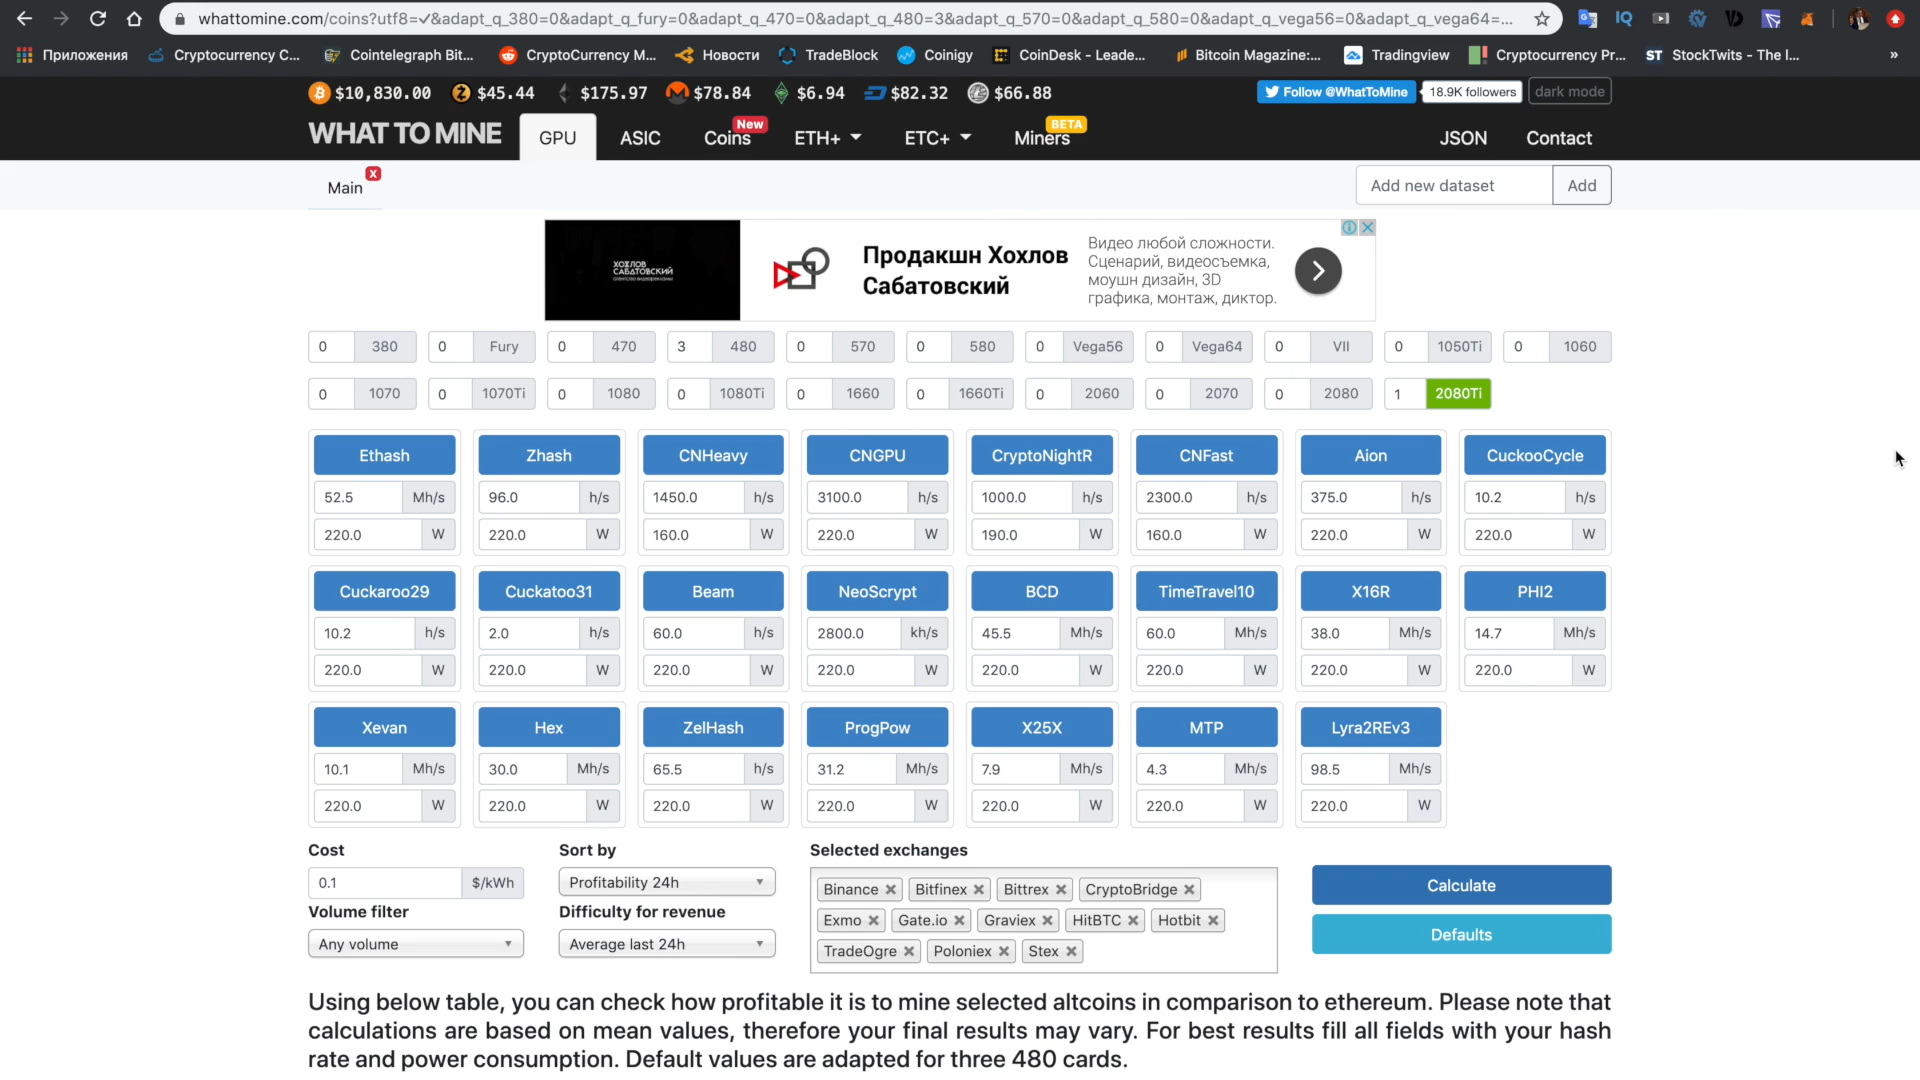 whattomine.com/coins?utf8=✓&adapt_q_380=0&adapt_q_fury=0&adapt_q_470=0&adapt_q_480=3&adapt_q_570=0&adapt_q_580=0&adapt_q_vega56=0&adapt_q_vega64=...
Приложения Cryptocurrency C... Cointelegraph Bit... CryptoCurrency M... Новости TradeBlock Coinigy CoinDesk - Leade... Bitcoin Magazine:... Tradingview Cryptocurrency Pr... ST StockTwits - The I... »
$10,830.00 $45.44 $175.97 $78.84 $6.94 $82.32 $66.88 Follow @WhatToMine 18.9K followers dark mode
WHAT TO MINE GPU ASIC Coins New ETH+ ETC+ Miners BETA JSON Contact
Main x Add new dataset Add
ХОХЛОВ
САБАТОВСКИЙ
Продакшн Хохлов
Сабатовский
Видео любой сложности.
Сценарий, видеосъемка,
моушн дизайн, 3D
графика, монтаж, диктор.
0 380 0 Fury 0 470 3 480 0 570 0 580 0 Vega56 0 Vega64 0 VII 0 1050Ti 0 1060
0 1070 0 1070Ti 0 1080 0 1080Ti 0 1660 0 1660Ti 0 2060 0 2070 0 2080 1 2080Ti
Ethash Zhash CNHeavy CNGPU CryptoNightR CNFast Aion CuckooCycle
52.5 Mh/s 96.0 h/s 1450.0 h/s 3100.0 h/s 1000.0 h/s 2300.0 h/s 375.0 h/s 10.2 h/s
220.0 W 220.0 W 160.0 W 220.0 W 190.0 W 160.0 W 220.0 W 220.0 W
Cuckaroo29 Cuckatoo31 Beam NeoScrypt BCD TimeTravel10 X16R PHI2
10.2 h/s 2.0 h/s 60.0 h/s 2800.0 kh/s 45.5 Mh/s 60.0 Mh/s 38.0 Mh/s 14.7 Mh/s
220.0 W 220.0 W 220.0 W 220.0 W 220.0 W 220.0 W 220.0 W 220.0 W
Xevan Hex ZelHash ProgPow X25X MTP Lyra2REv3
10.1 Mh/s 30.0 Mh/s 65.5 h/s 31.2 Mh/s 7.9 Mh/s 4.3 Mh/s 98.5 Mh/s
220.0 W 220.0 W 220.0 W 220.0 W 220.0 W 220.0 W 220.0 W
Cost Sort by Selected exchanges
0.1 $/kWh Profitability 24h
Volume filter Difficulty for revenue
Any volume Average last 24h
Binance Bitfinex Bittrex CryptoBridge
Exmo Gate.io Graviex HitBTC Hotbit
TradeOgre Poloniex Stex
Calculate
Defaults
Using below table, you can check how profitable it is to mine selected altcoins in comparison to ethereum. Please note that
calculations are based on mean values, therefore your final results may vary. For best results fill all fields with your hash
rate and power consumption. Default values are adapted for three 480 cards.